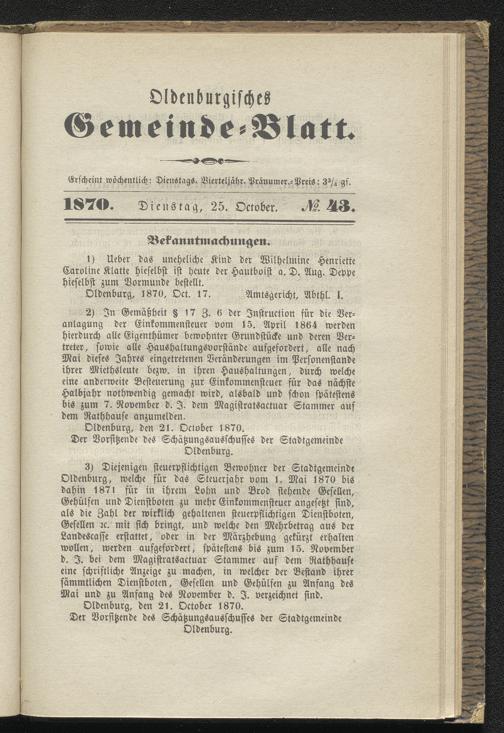 Oldenburgisches
Gemeinde-Blatt.
Erscheint wöchentlich: Dienstags. Vierteljähr. Pränumer.-Preis: 3¾ gs.
1870. Dienstag, 25. October. № 43.
Bekanntmachungen.
1) Ueber das uneheliche Kind der Wilhelmine Henriette
Caroline Klatte hieselbst ist heute der Hautboist a. D. Aug. Deppe
hieselbst zum Vormunde bestellt.
Oldenburg, 1870, Oct. 17. Amtsgericht, Abthl. I.
2) In Gemäßheit § 17 Z. 6 der Instruction für die Ver-
anlagung der Einkommensteuer vom 15. April 1864 werden
hierdurch alle Eigenthümer bewohnter Grundstücke und deren Ver-
treter, sowie alle Haushaltungsvorstände aufgefordert, alle nach
Mai dieses Jahres eingetretenen Veränderungen im Personenstande
ihrer Miethsleute bezw. in ihren Haushaltungen, durch welche
eine anderweite Besteuerung zur Einkommensteuer für das nächste
Halbjahr nothwendig gemacht wird, alsbald und schon spätestens
bis zum 7. November d. J. dem Magistratsactuar Stammer auf
dem Rathhause anzumelden.
Oldenburg, den 21. October 1870.
Der Vorsitzende des Schätzungsausschusses der Stadtgemeinde
Oldenburg.
3) Diejenigen steuerpflichtigen Bewohner der Stadtgemeinde
Oldenburg, welche für das Steuerjahr vom 1. Mai 1870 bis
dahin 1871 für in ihrem Lohn und Brod stehende Gesellen,
Gehülfen und Dienstboten zu mehr Einkommensteuer angesetzt sind,
als die Zahl der wirklich gehaltenen steuerpflichtigen Dienstboten,
Gesellen ꝛc. mit sich bringt, und welche den Mehrbetrag aus der
Landescasse erstattet, oder in der Märzhebung gekürzt erhalten
wollen, werden aufgefordert, spätestens bis zum 15. November
d. J. bei dem Magistratsactuar Stammer auf dem Rathhause
eine schriftliche Anzeige zu machen, in welcher der Bestand ihrer
sämmtlichen Dienstboten, Gesellen und Gehülfen zu Anfang des
Mai und zu Anfang des November d. J. verzeichnet sind.
Oldenburg, den 21. October 1870.
Der Vorsitzende des Schätzungsausschusses der Stadtgemeinde
Oldenburg.